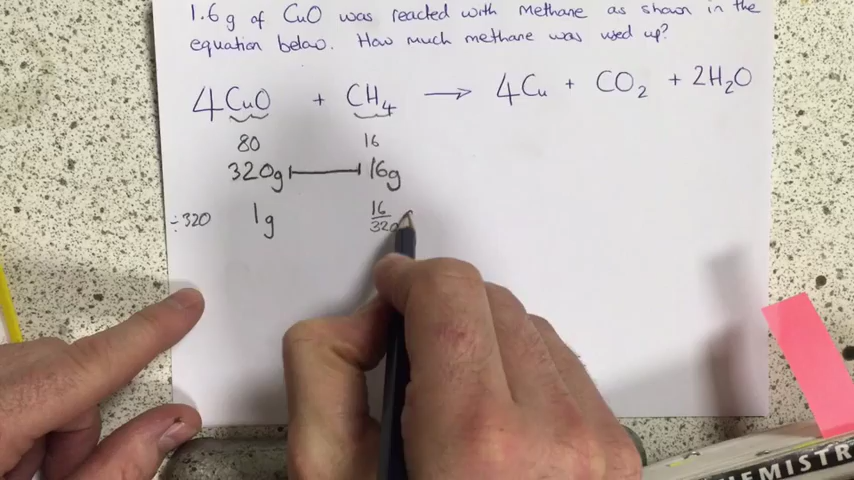 1.6g of CuO was reacted with Methane as shown in the
equation below. How much methane was used up?
4CuO + CH₄ → 4Cu + CO₂ + 2H₂O
80 16
320g 16g
÷320 1g 16/320
EMISTR